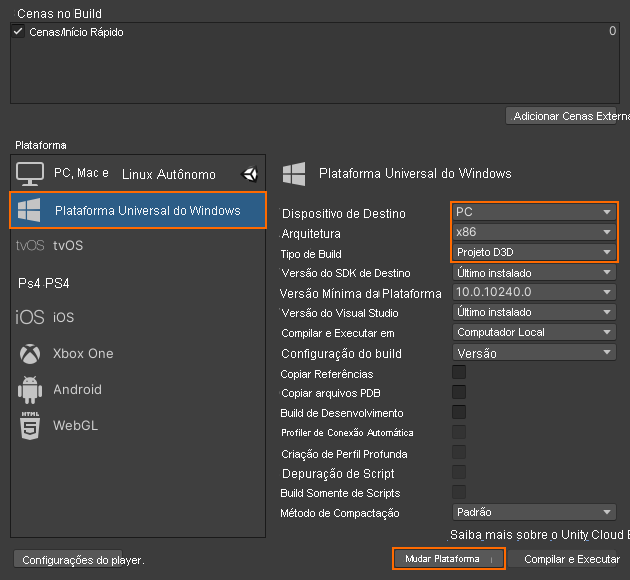 Cenas no Build
Cenas/Início Rápido 0
Adicionar Cenas Externa
Plataforma
PC, Mac e Linux Autônomo
Plataforma Universal do Windows
tvOS tvOS
Ps4 PS4
iOS iOS
Xbox One
Android
HTML
WebGL
Plataforma Universal do Windows
Dispositivo de Destino PC
Arquitetura x86
Tipo de Build Projeto D3D
Versão do SDK de Destino Último instalado
Versão Mínima da Plataforma 10.0.10240.0
Versão do Visual Studio Último instalado
Compilar e Executar em Computador Local
Configuração do build Versão
Copiar Referências
Copiar arquivos PDB
Build de Desenvolvimento
Profiler de Conexão Automática
Criação de Perfil Profunda
Depuração de Script
Build Somente de Scripts
Método de Compactação Padrão
Saiba mais sobre o Unity Cloud B
Configurações do player. Mudar Plataforma Compilar e Executar